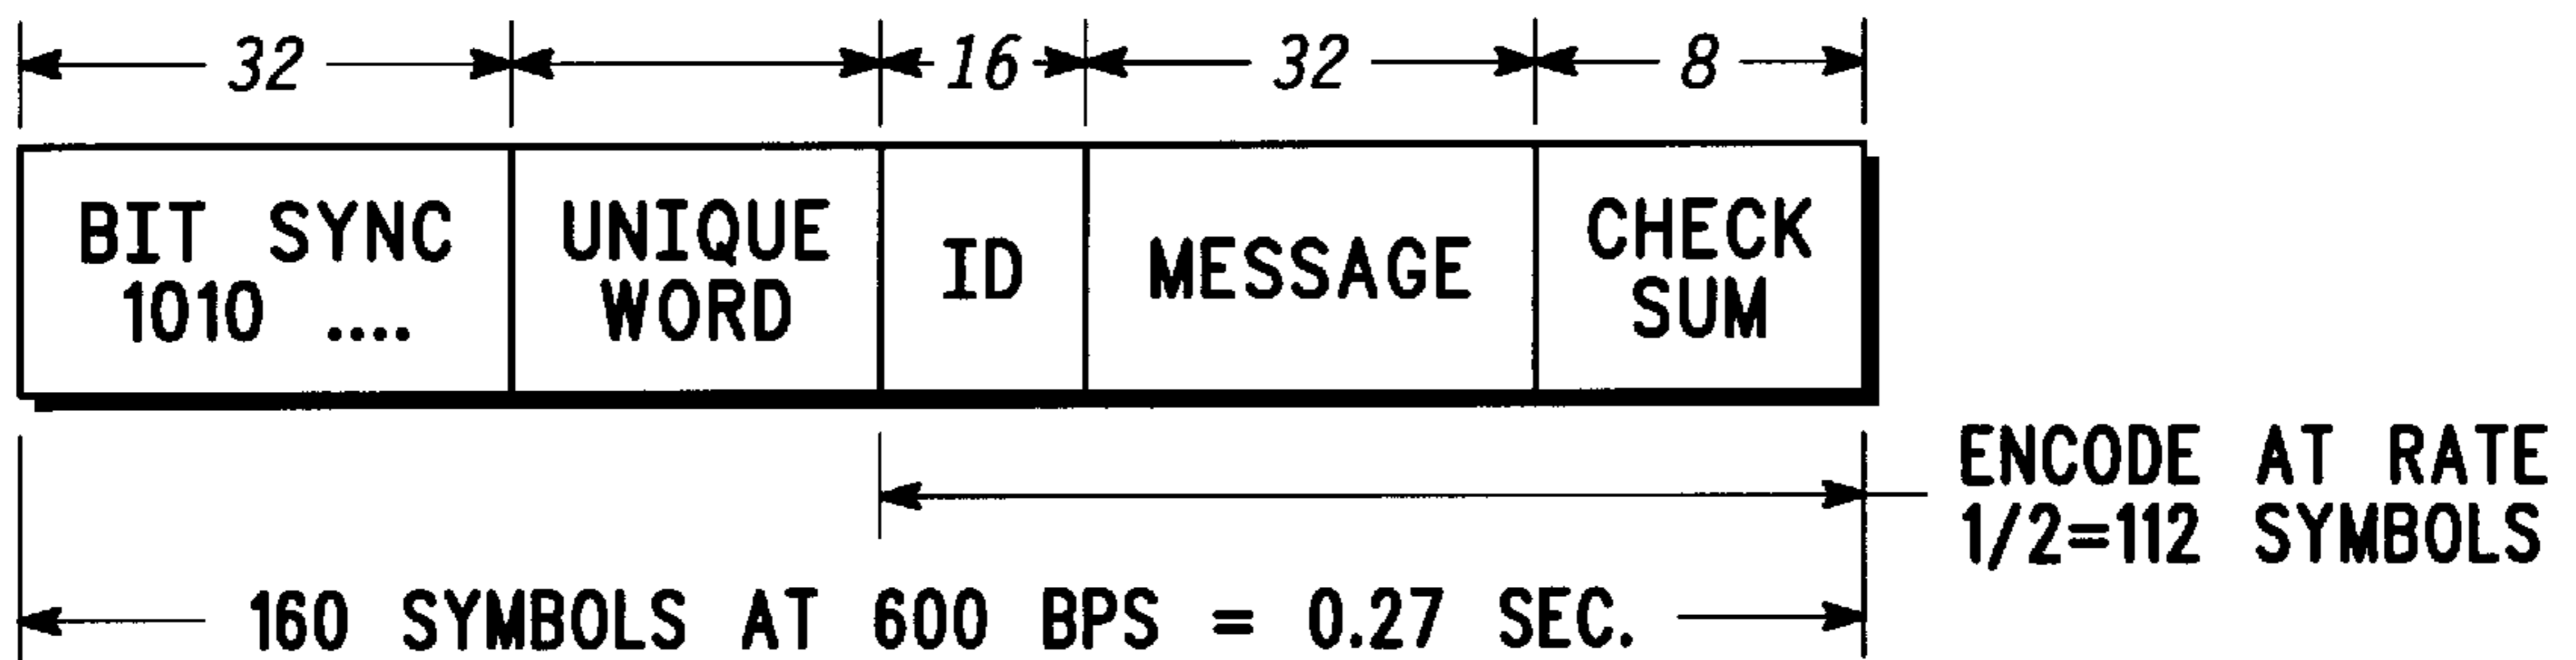 32 16 32 8
BIT SYNC
1010 ....
UNIQUE
WORD
ID
MESSAGE
CHECK
SUM
ENCODE AT RATE
1/2=112 SYMBOLS
160 SYMBOLS AT 600 BPS = 0.27 SEC.